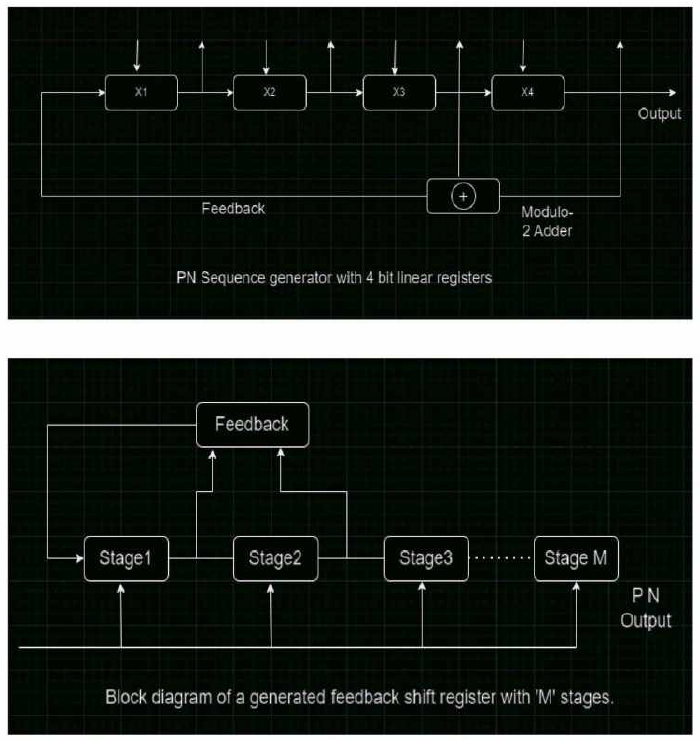 X1
X2
X3
X4
Output
+
Feedback
Modulo-
2 Adder
PN Sequence generator with 4 bit linear registers
Feedback
Stage1
Stage2
Stage3
Stage M
P N
Output
Block diagram of a generated feedback shift register with 'M' stages.